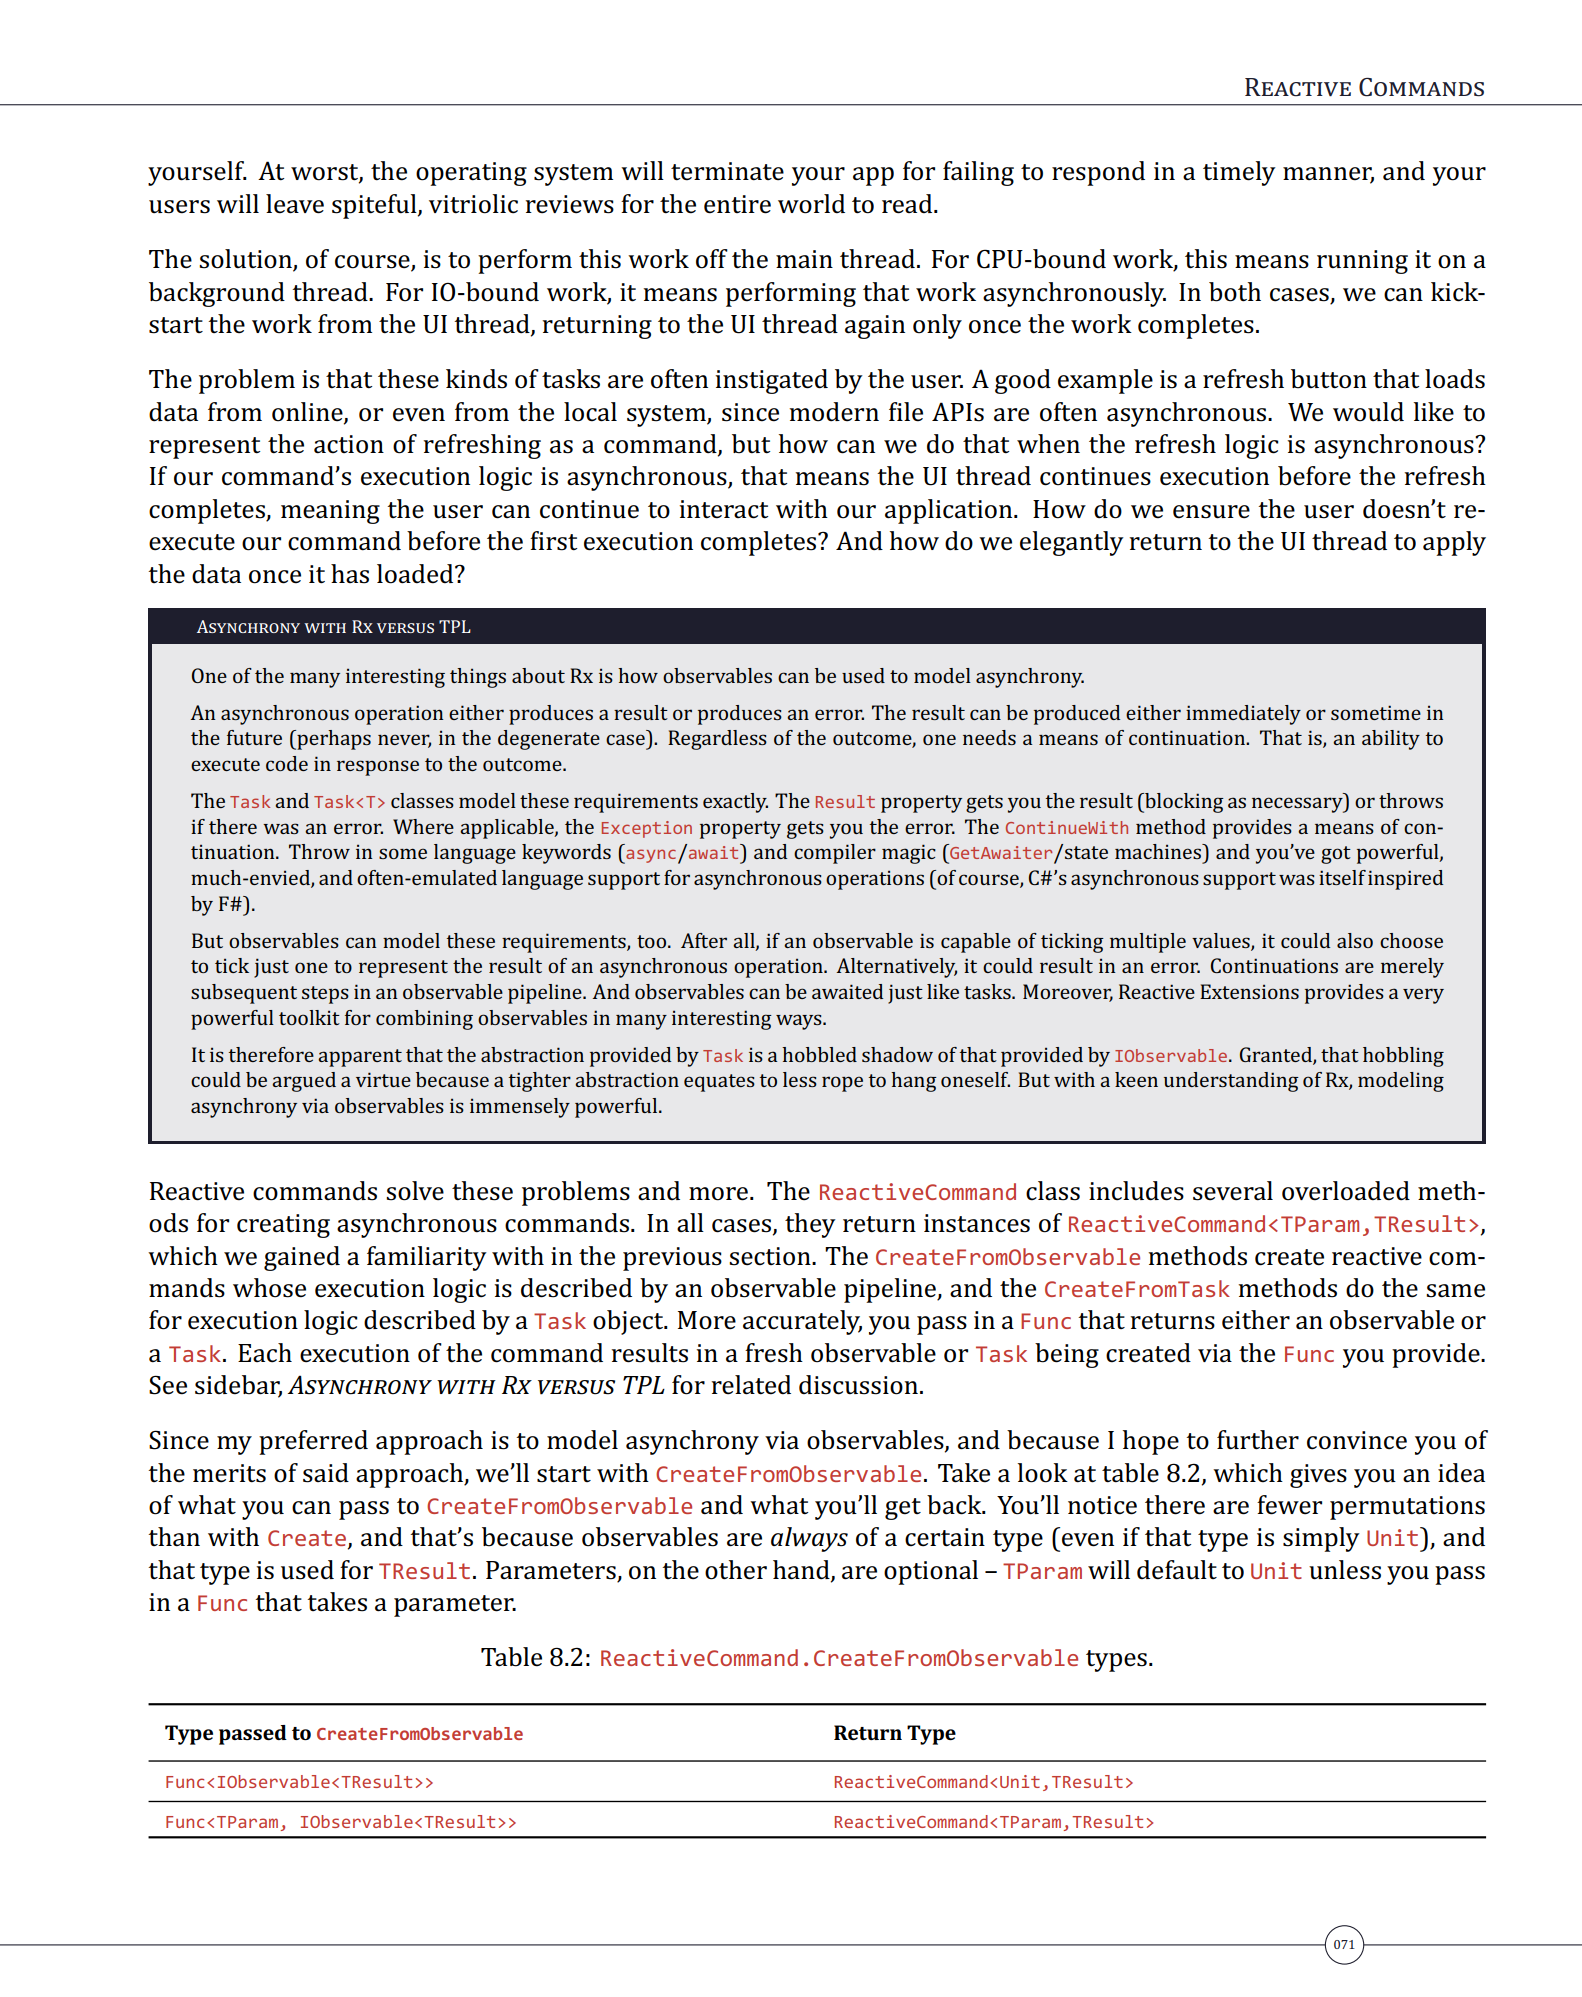 REACTIVE COMMANDS
yourself. At worst, the operating system will terminate your app for failing to respond in a timely manner, and your
users will leave spiteful, vitriolic reviews for the entire world to read.
The solution, of course, is to perform this work off the main thread. For CPU-bound work, this means running it on a
background thread. For IO-bound work, it means performing that work asynchronously. In both cases, we can kick-
start the work from the UI thread, returning to the UI thread again only once the work completes.
The problem is that these kinds of tasks are often instigated by the user. A good example is a refresh button that loads
data from online, or even from the local system, since modern file APIs are often asynchronous. We would like to
represent the action of refreshing as a command, but how can we do that when the refresh logic is asynchronous?
If our command’s execution logic is asynchronous, that means the UI thread continues execution before the refresh
completes, meaning the user can continue to interact with our application. How do we ensure the user doesn’t re-
execute our command before the first execution completes? And how do we elegantly return to the UI thread to apply
the data once it has loaded?
ASYNCHRONY WITH RX VERSUS TPL
One of the many interesting things about Rx is how observables can be used to model asynchrony.
An asynchronous operation either produces a result or produces an error. The result can be produced either immediately or sometime in
the future (perhaps never, in the degenerate case). Regardless of the outcome, one needs a means of continuation. That is, an ability to
execute code in response to the outcome.
The Task and Task<T> classes model these requirements exactly. The Result property gets you the result (blocking as necessary) or throws
if there was an error. Where applicable, the Exception property gets you the error. The ContinueWith method provides a means of con-
tinuation. Throw in some language keywords (async/await) and compiler magic (GetAwaiter/state machines) and you’ve got powerful,
much-envied, and often-emulated language support for asynchronous operations (of course, C#’s asynchronous support was itself inspired
by F#).
But observables can model these requirements, too. After all, if an observable is capable of ticking multiple values, it could also choose
to tick just one to represent the result of an asynchronous operation. Alternatively, it could result in an error. Continuations are merely
subsequent steps in an observable pipeline. And observables can be awaited just like tasks. Moreover, Reactive Extensions provides a very
powerful toolkit for combining observables in many interesting ways.
It is therefore apparent that the abstraction provided by Task is a hobbled shadow of that provided by IObservable. Granted, that hobbling
could be argued a virtue because a tighter abstraction equates to less rope to hang oneself. But with a keen understanding of Rx, modeling
asynchrony via observables is immensely powerful.
Reactive commands solve these problems and more. The ReactiveCommand class includes several overloaded meth-
ods for creating asynchronous commands. In all cases, they return instances of ReactiveCommand<TParam,TResult>,
which we gained a familiarity with in the previous section. The CreateFromObservable methods create reactive com-
mands whose execution logic is described by an observable pipeline, and the CreateFromTask methods do the same
for execution logic described by a Task object. More accurately, you pass in a Func that returns either an observable or
a Task. Each execution of the command results in a fresh observable or Task being created via the Func you provide.
See sidebar, ASYNCHRONY WITH RX VERSUS TPL for related discussion.
Since my preferred approach is to model asynchrony via observables, and because I hope to further convince you of
the merits of said approach, we’ll start with CreateFromObservable. Take a look at table 8.2, which gives you an idea
of what you can pass to CreateFromObservable and what you’ll get back. You’ll notice there are fewer permutations
than with Create, and that’s because observables are always of a certain type (even if that type is simply Unit), and
that type is used for TResult. Parameters, on the other hand, are optional – TParam will default to Unit unless you pass
in a Func that takes a parameter.
Table 8.2: ReactiveCommand.CreateFromObservable types.
Type passed to CreateFromObservable Return Type
Func<IObservable<TResult>> ReactiveCommand<Unit,TResult>
Func<TParam, IObservable<TResult>> ReactiveCommand<TParam,TResult>
071